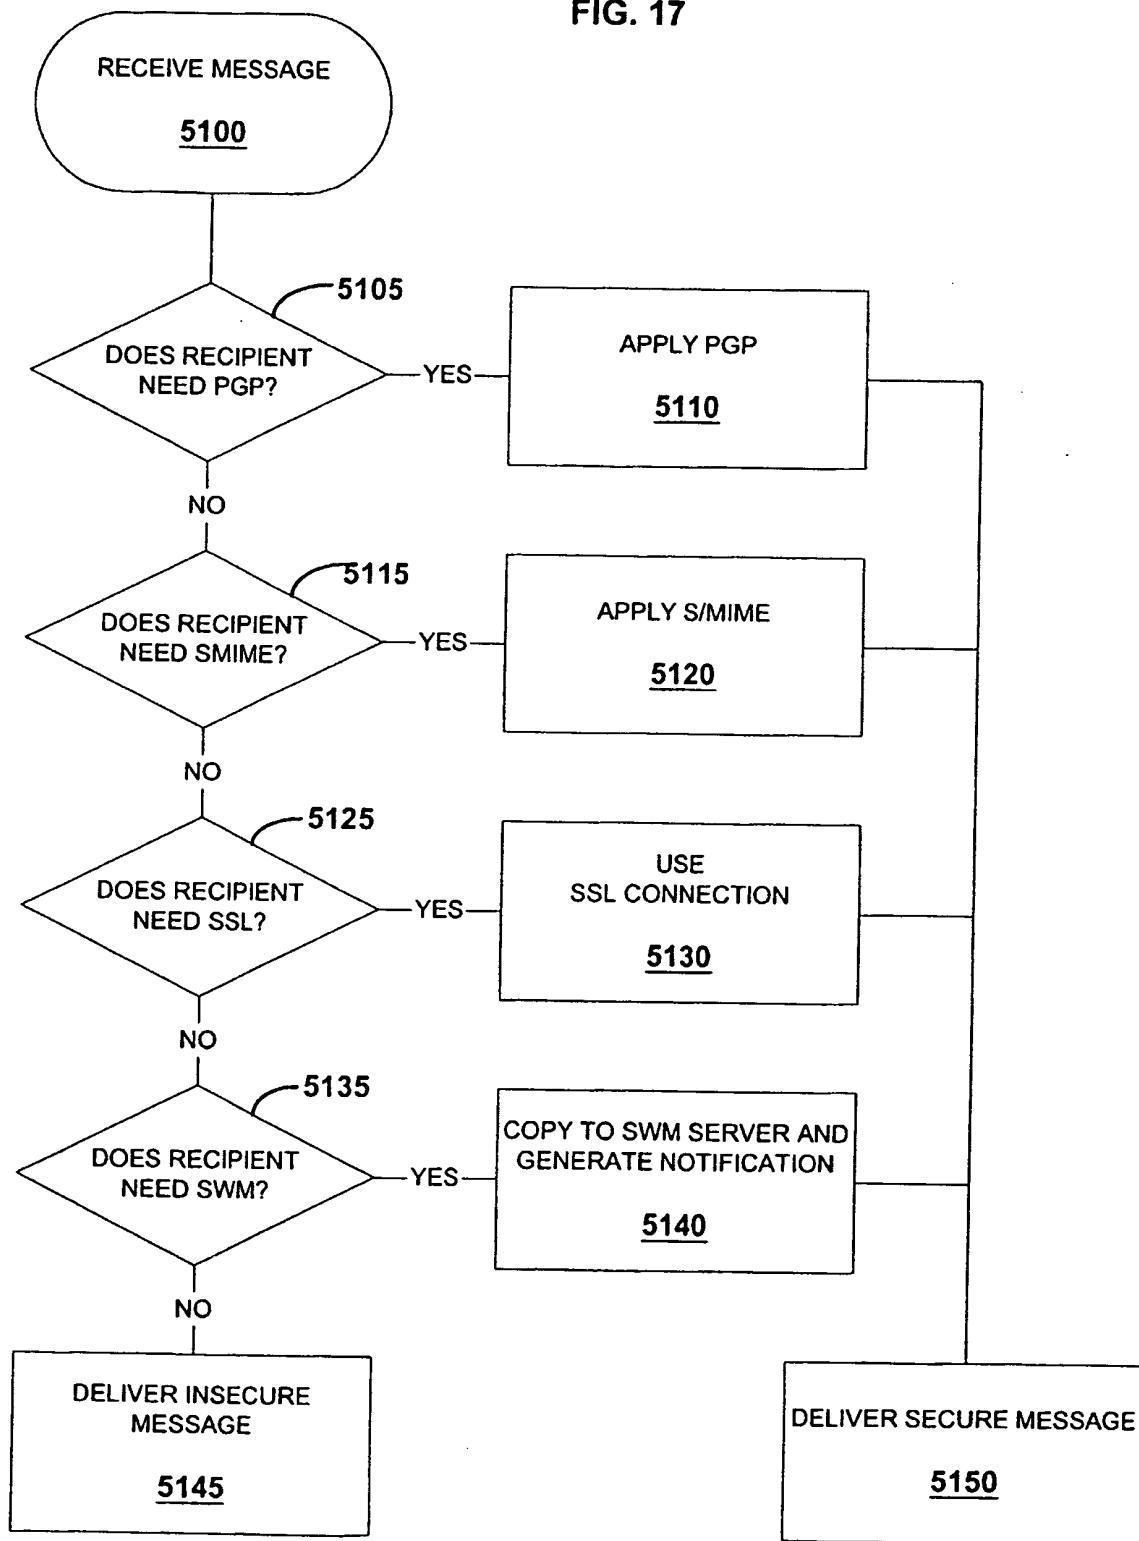 FIG. 17
RECEIVE MESSAGE
5100
5105
DOES RECIPIENT
NEED PGP?
YES
APPLY PGP
5110
NO
5115
DOES RECIPIENT
NEED SMIME?
YES
APPLY S/MIME
5120
NO
5125
DOES RECIPIENT
NEED SSL?
YES
USE
SSL CONNECTION
5130
NO
5135
DOES RECIPIENT
NEED SWM?
YES
COPY TO SWM SERVER AND
GENERATE NOTIFICATION
5140
NO
DELIVER INSECURE
MESSAGE
5145
DELIVER SECURE MESSAGE
5150